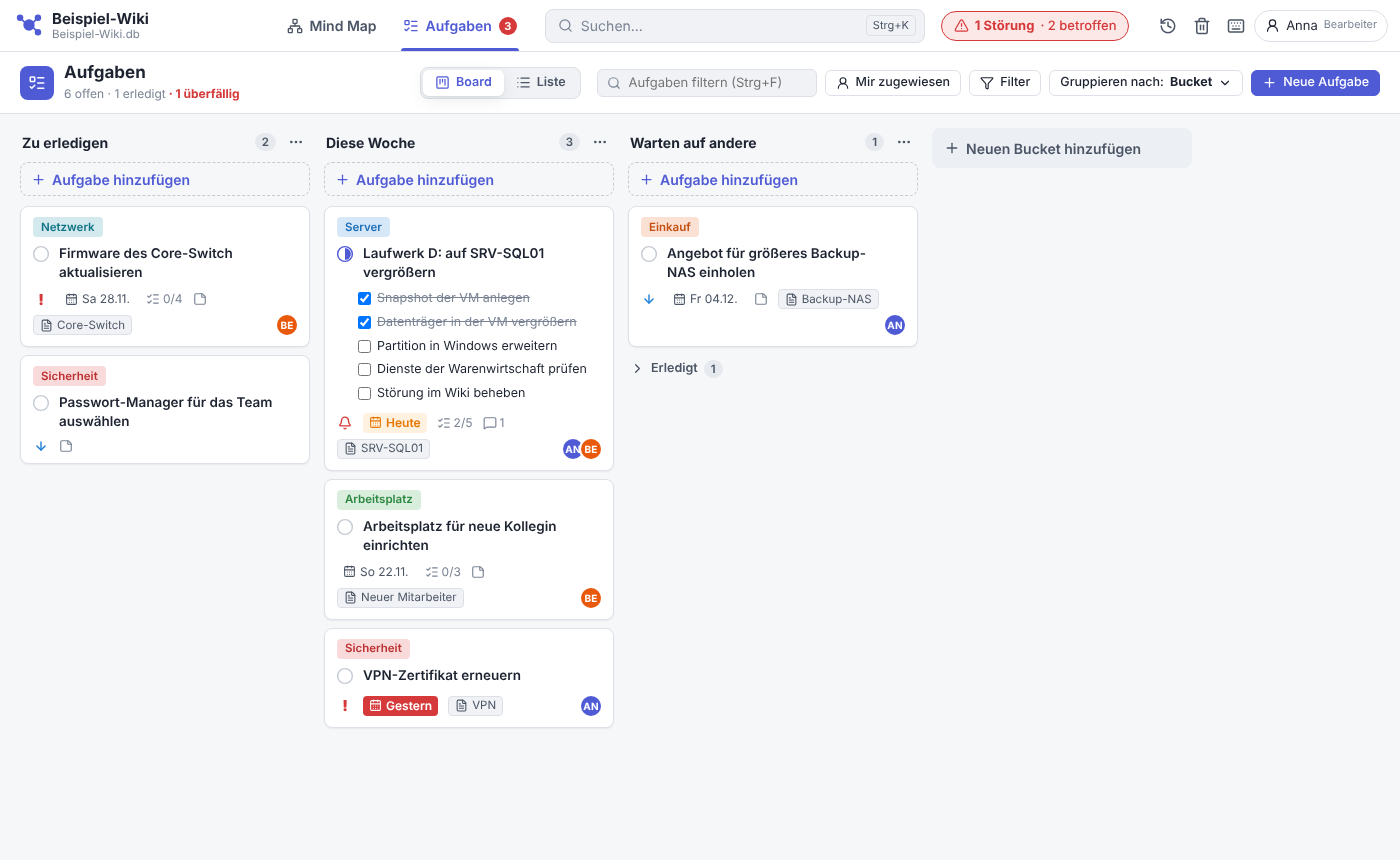 Beispiel-Wiki
Beispiel-Wiki.db
Mind Map
Aufgaben 3
Suchen... Strg+K
1 Störung · 2 betroffen
Anna Bearbeiter
Aufgaben
6 offen · 1 erledigt · 1 überfällig
Board
Liste
Aufgaben filtern (Strg+F)
Mir zugewiesen
Filter
Gruppieren nach: Bucket
+ Neue Aufgabe
Zu erledigen 2 ...
+ Aufgabe hinzufügen
Netzwerk
Firmware des Core-Switch
aktualisieren
! Sa 28.11. 0/4
Core-Switch BE
Sicherheit
Passwort-Manager für das Team
auswählen
Diese Woche 3 ...
+ Aufgabe hinzufügen
Server
Laufwerk D: auf SRV-SQL01
vergrößern
Snapshot der VM anlegen
Datenträger in der VM vergrößern
Partition in Windows erweitern
Dienste der Warenwirtschaft prüfen
Störung im Wiki beheben
Heute 2/5 1
SRV-SQL01 AN BE
Arbeitsplatz
Arbeitsplatz für neue Kollegin
einrichten
So 22.11. 0/3
Neuer Mitarbeiter BE
Sicherheit
VPN-Zertifikat erneuern
! Gestern VPN AN
Warten auf andere 1 ...
+ Aufgabe hinzufügen
Einkauf
Angebot für größeres Backup-
NAS einholen
Fr 04.12. Backup-NAS
AN
Erledigt 1
+ Neuen Bucket hinzufügen